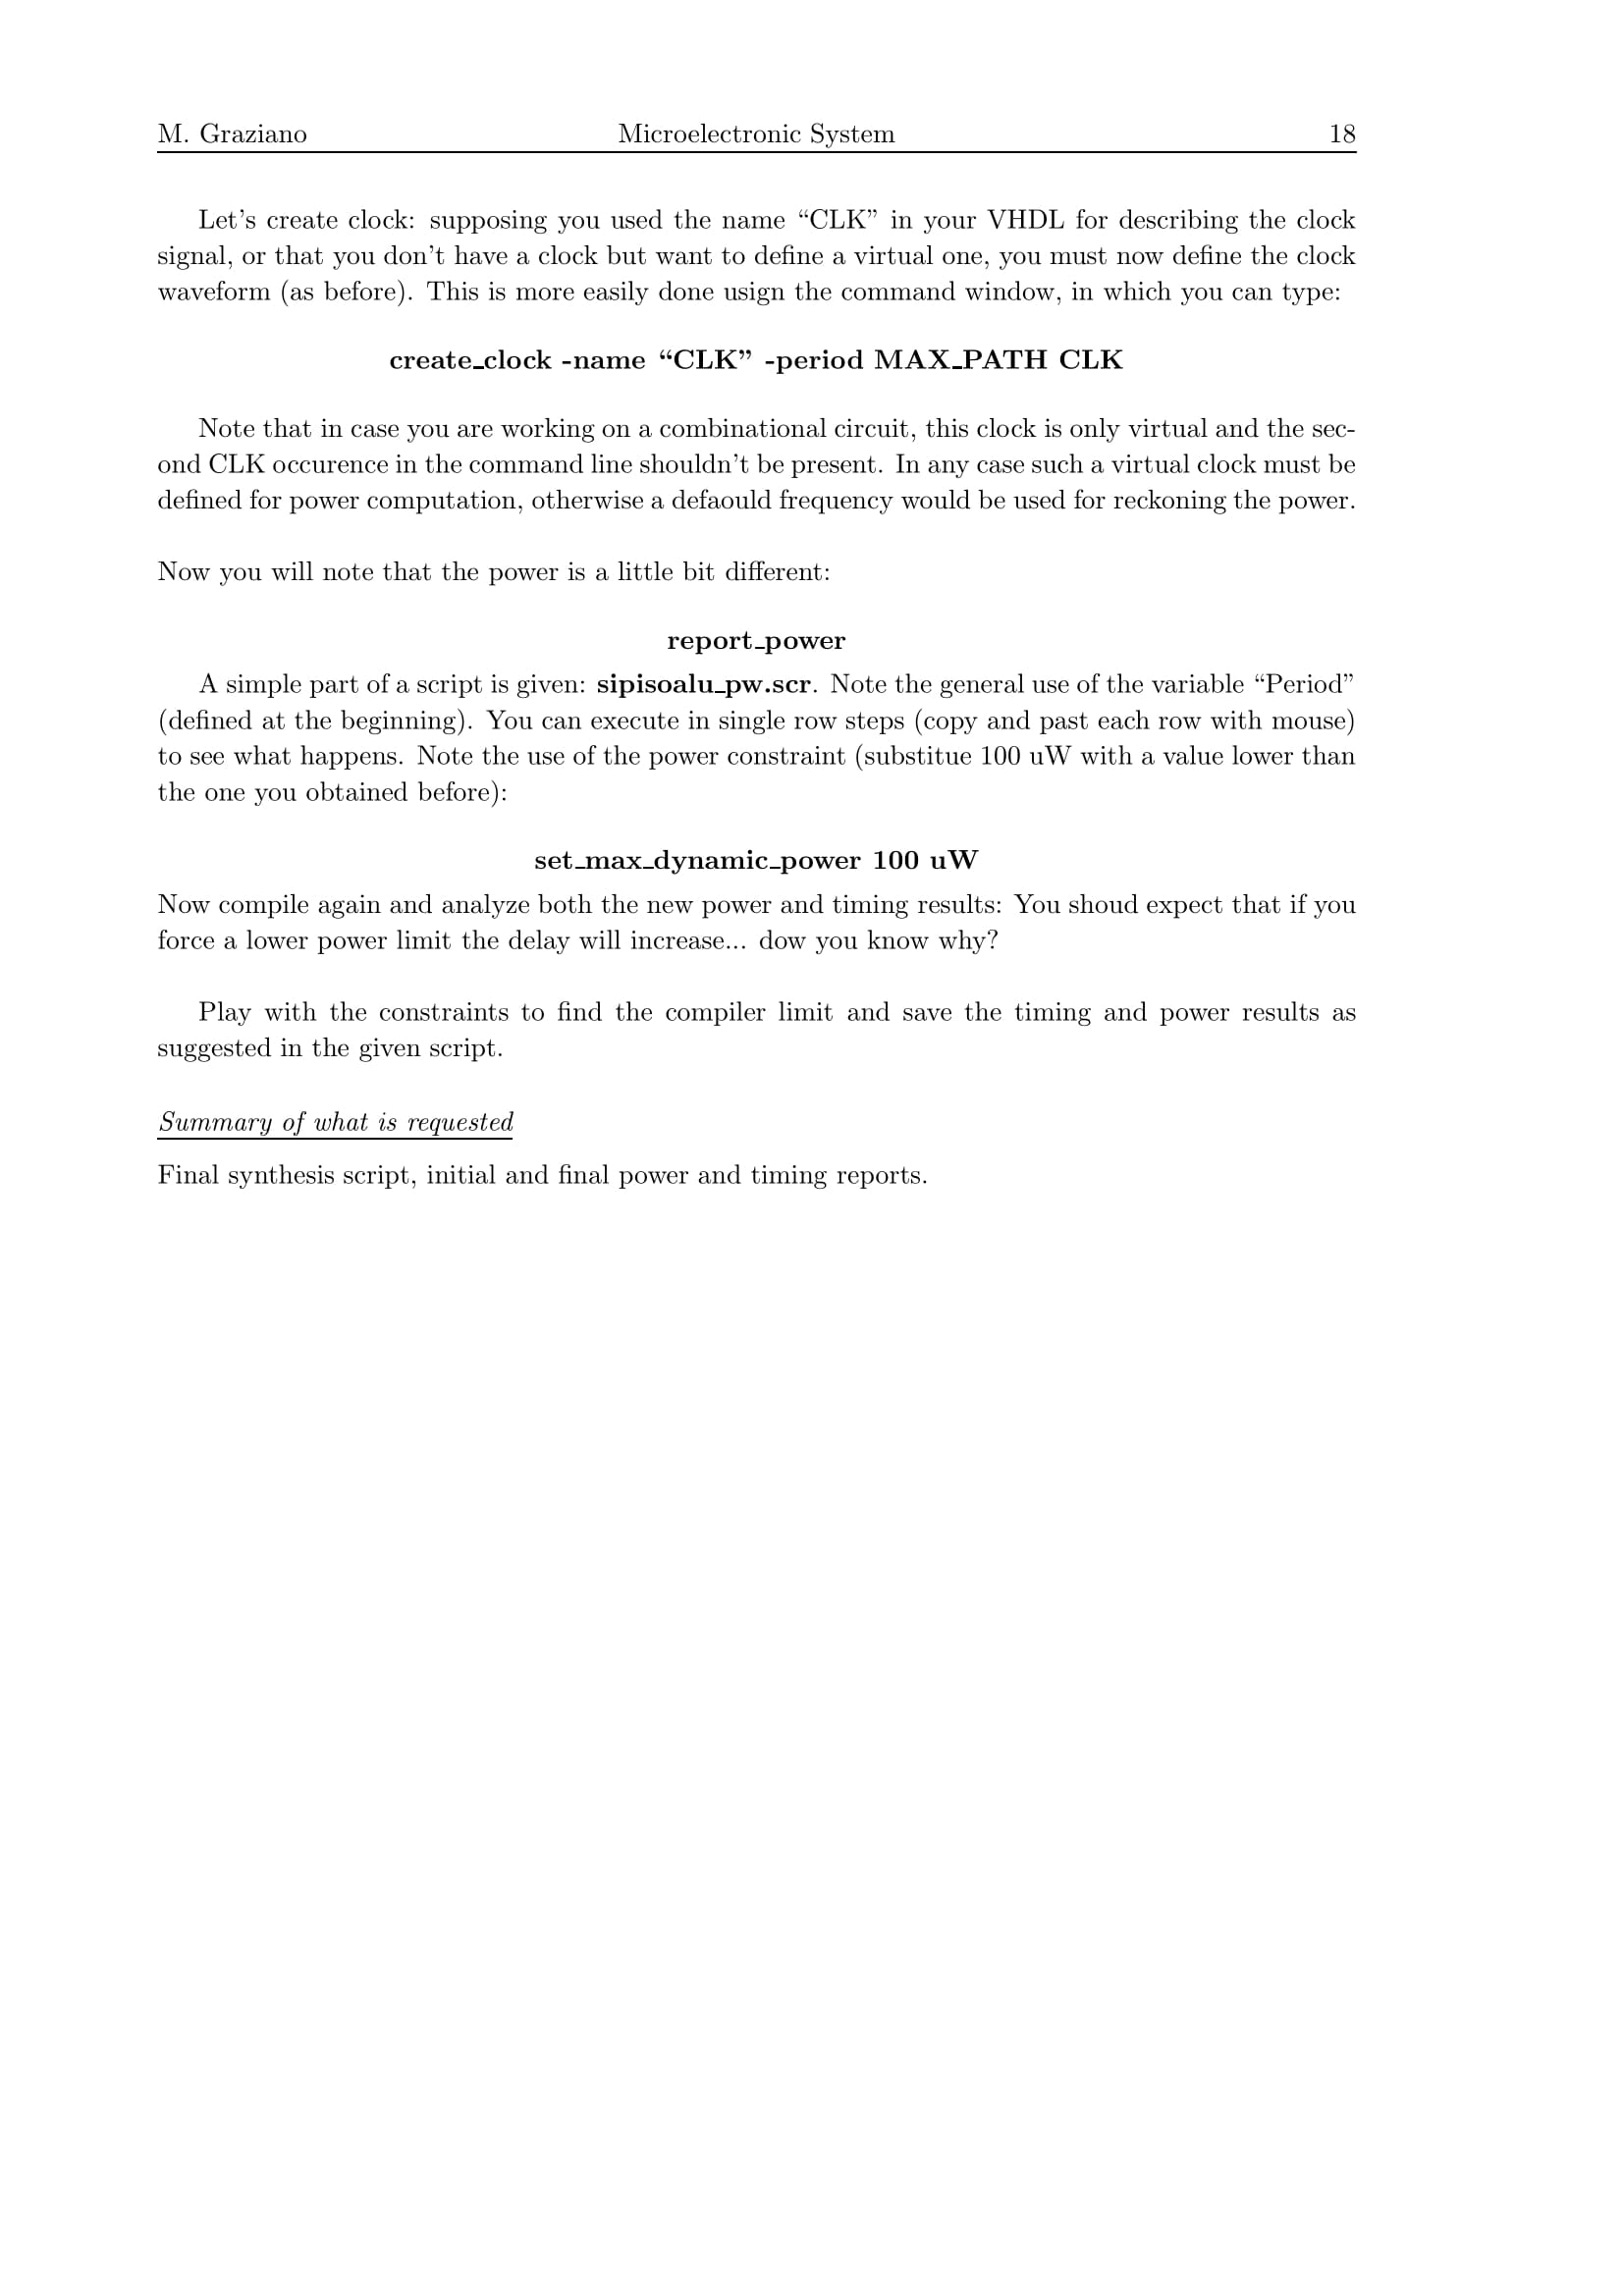 M. Graziano Microelectronic System 18
Let's create clock: supposing you used the name “CLK” in your VHDL for describing the clock
signal, or that you don't have a clock but want to define a virtual one, you must now define the clock
waveform (as before). This is more easily done usign the command window, in which you can type:
create_clock -name “CLK” -period MAX_PATH CLK
Note that in case you are working on a combinational circuit, this clock is only virtual and the sec-
ond CLK occurence in the command line shouldn't be present. In any case such a virtual clock must be
defined for power computation, otherwise a defaould frequency would be used for reckoning the power.
Now you will note that the power is a little bit different:
report_power
A simple part of a script is given: sipisoalu_pw.scr. Note the general use of the variable “Period”
(defined at the beginning). You can execute in single row steps (copy and past each row with mouse)
to see what happens. Note the use of the power constraint (substitue 100 uW with a value lower than
the one you obtained before):
set_max_dynamic_power 100 uW
Now compile again and analyze both the new power and timing results: You shoud expect that if you
force a lower power limit the delay will increase... dow you know why?
Play with the constraints to find the compiler limit and save the timing and power results as
suggested in the given script.
Summary of what is requested
Final synthesis script, initial and final power and timing reports.